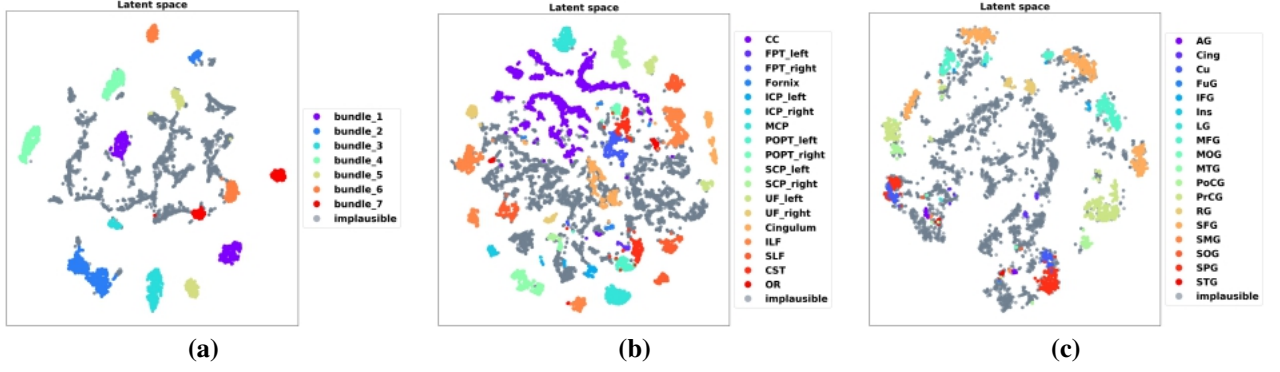 Latent space
bundle_1
bundle_2
bundle_3
bundle_4
bundle_5
bundle_6
bundle_7
implausible
(a)
Latent space
CC
FPT_left
FPT_right
Fornix
ICP_left
ICP_right
MCP
POPT_left
POPT_right
SCP_left
SCP_right
UF_left
UF_right
Cingulum
ILF
SLF
CST
OR
implausible
(b)
Latent space
AG
Cing
Cu
FuG
IFG
Ins
LG
MFG
MOG
MTG
PoCG
PrCG
RG
SFG
SMG
SOG
SPG
STG
implausible
(c)